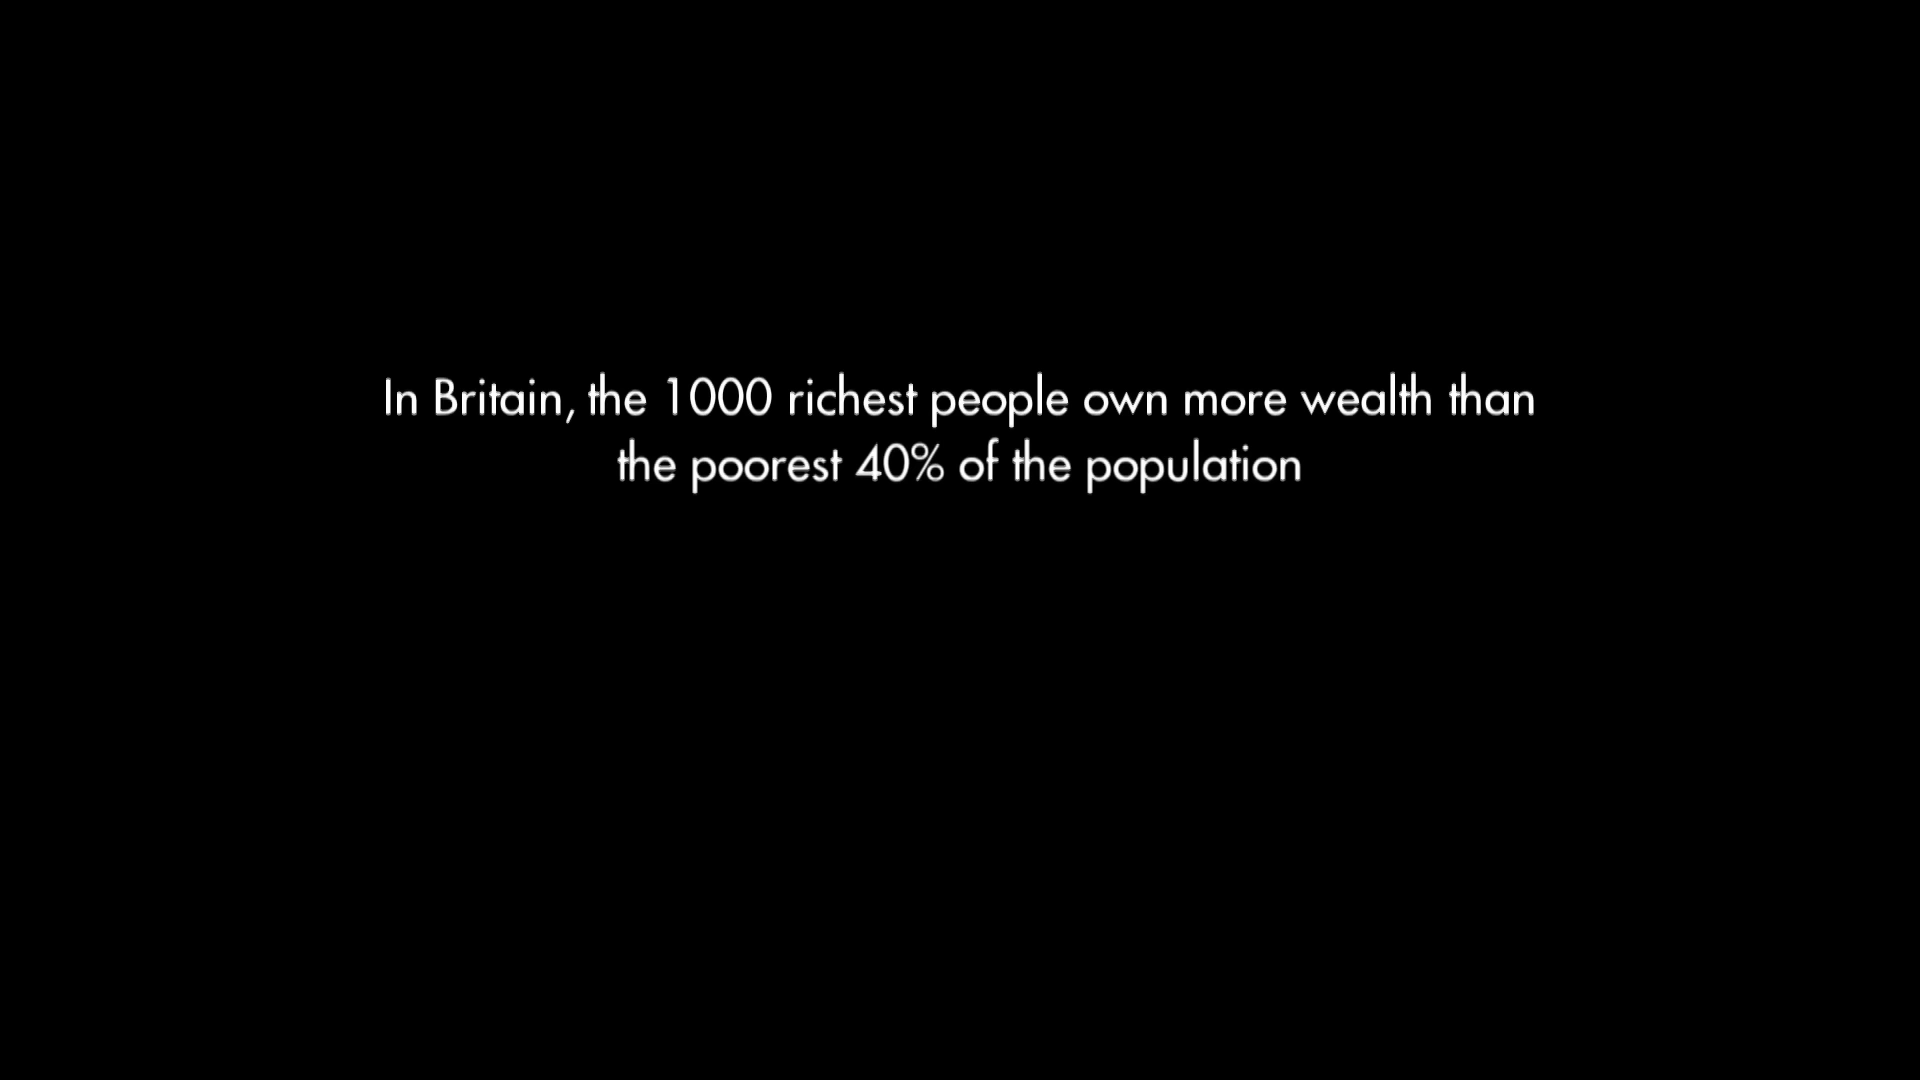 In Britain, the 1000 richest people own more wealth than
the poorest 40% of the population